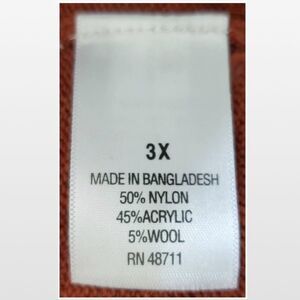 3X
MADE IN BANGLADESH
50% NYLON
45%ACRYLIC
5%WOOL
RN 48711